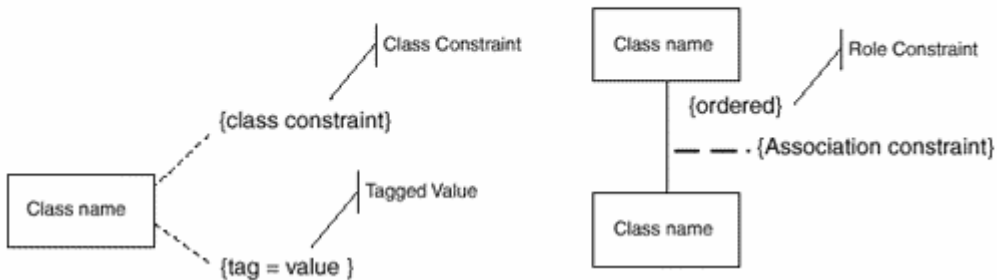 Class Constraint
{class constraint}
Class name
Tagged Value
{tag = value }
Class name
Role Constraint
{ordered}
{Association constraint}
Class name